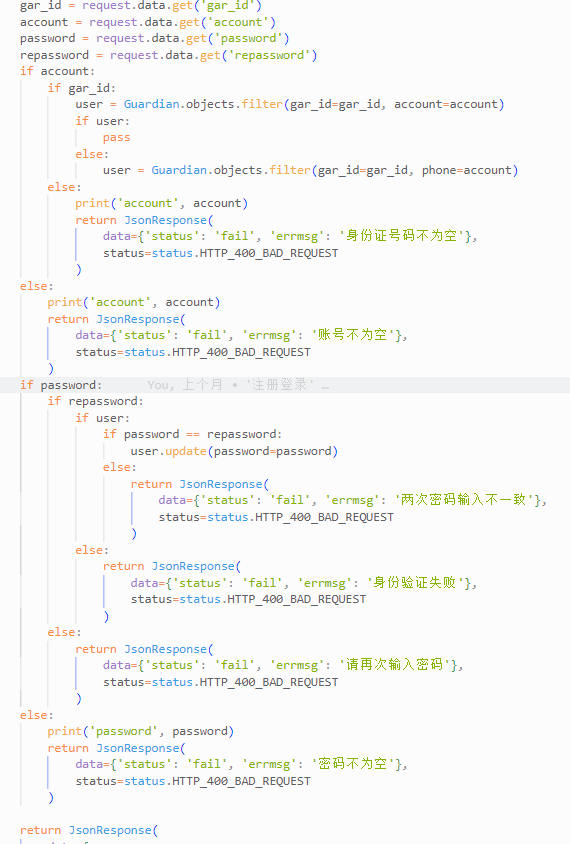 gar_id = request.data.get('gar_id')
account = request.data.get('account')
password = request.data.get('password')
repassword = request.data.get('repassword')
if account:
    if gar_id:
        user = Guardian.objects.filter(gar_id=gar_id, account=account)
        if user:
            pass
        else:
            user = Guardian.objects.filter(gar_id=gar_id, phone=account)
    else:
        print('account', account)
        return JsonResponse(
            data={'status': 'fail', 'errmsg': '身份证号码不为空'},
            status=status.HTTP_400_BAD_REQUEST
        )
else:
    print('account', account)
    return JsonResponse(
        data={'status': 'fail', 'errmsg': '账号不为空'},
        status=status.HTTP_400_BAD_REQUEST
    )
if password:      You, 上个月 • '注册登录' …
    if repassword:
        if user:
            if password == repassword:
                user.update(password=password)
            else:
                return JsonResponse(
                    data={'status': 'fail', 'errmsg': '两次密码输入不一致'},
                    status=status.HTTP_400_BAD_REQUEST
                )
        else:
            return JsonResponse(
                data={'status': 'fail', 'errmsg': '身份验证失败'},
                status=status.HTTP_400_BAD_REQUEST
            )
    else:
        return JsonResponse(
            data={'status': 'fail', 'errmsg': '请再次输入密码'},
            status=status.HTTP_400_BAD_REQUEST
        )
else:
    print('password', password)
    return JsonResponse(
        data={'status': 'fail', 'errmsg': '密码不为空'},
        status=status.HTTP_400_BAD_REQUEST
    )
return JsonResponse(